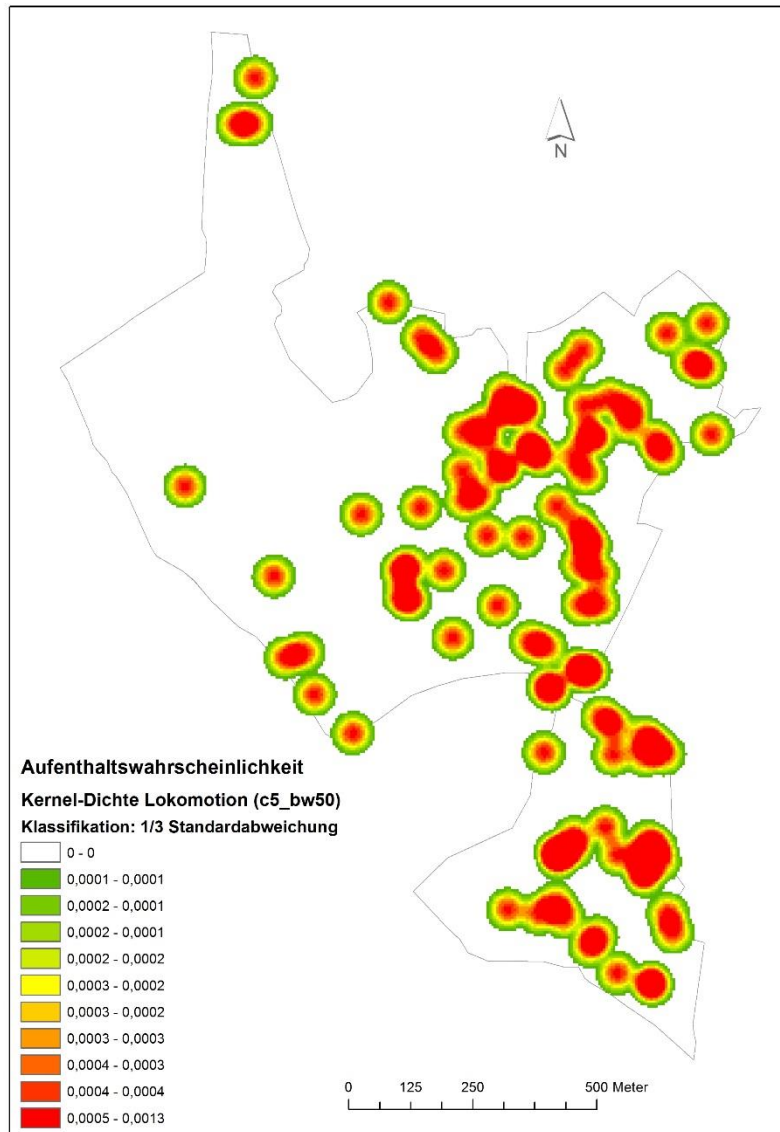 N
Aufenthaltswahrscheinlichkeit
Kernel-Dichte Lokomotion (c5_bw50)
Klassifikation: 1/3 Standardabweichung
0 - 0
0,0001 - 0,0001
0,0002 - 0,0001
0,0002 - 0,0001
0,0002 - 0,0002
0,0003 - 0,0002
0,0003 - 0,0002
0,0003 - 0,0003
0,0004 - 0,0003
0,0004 - 0,0004
0,0005 - 0,0013
0 125 250 500 Meter